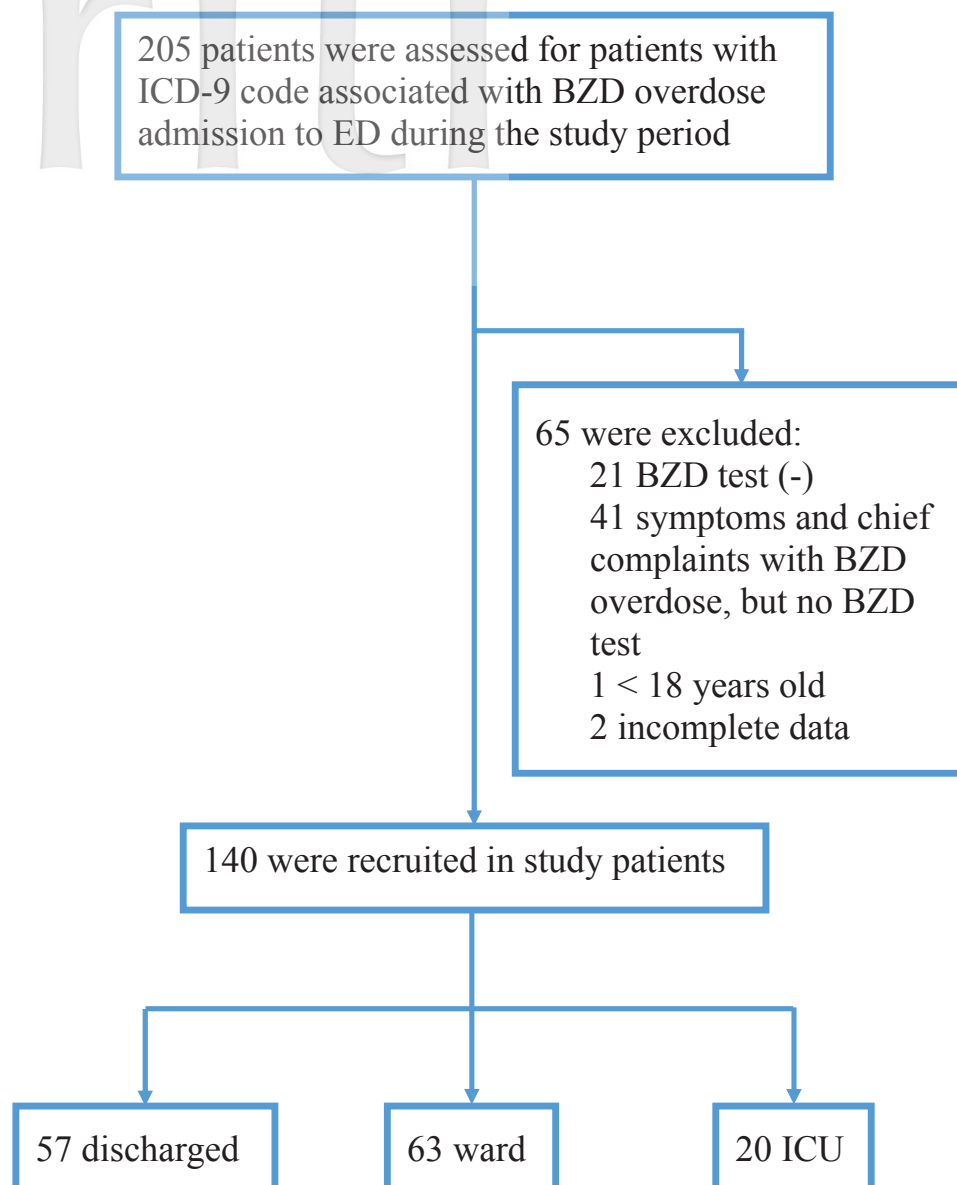 205 patients were assessed for patients with
ICD-9 code associated with BZD overdose
admission to ED during the study period
65 were excluded:
21 BZD test (-)
41 symptoms and chief
complaints with BZD
overdose, but no BZD
test
1 < 18 years old
2 incomplete data
140 were recruited in study patients
57 discharged
63 ward
20 ICU